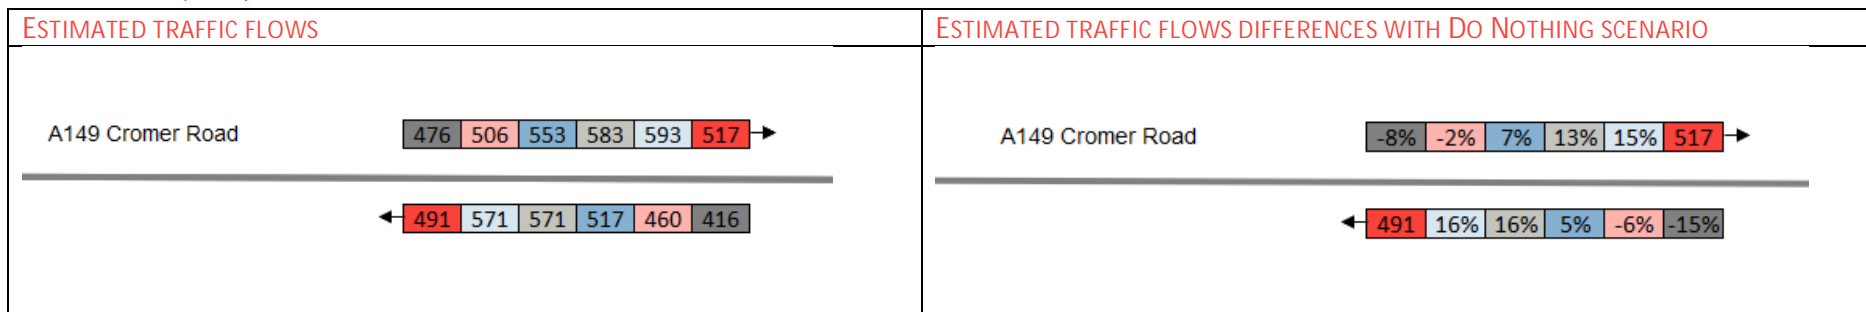 ESTIMATED TRAFFIC FLOWS
A149 Cromer Road
476 506 553 583 593 517
491 571 571 517 460 416
ESTIMATED TRAFFIC FLOWS DIFFERENCES WITH DO NOTHING SCENARIO
A149 Cromer Road
-8% -2% 7% 13% 15% 517
491 16% 16% 5% -6% -15%